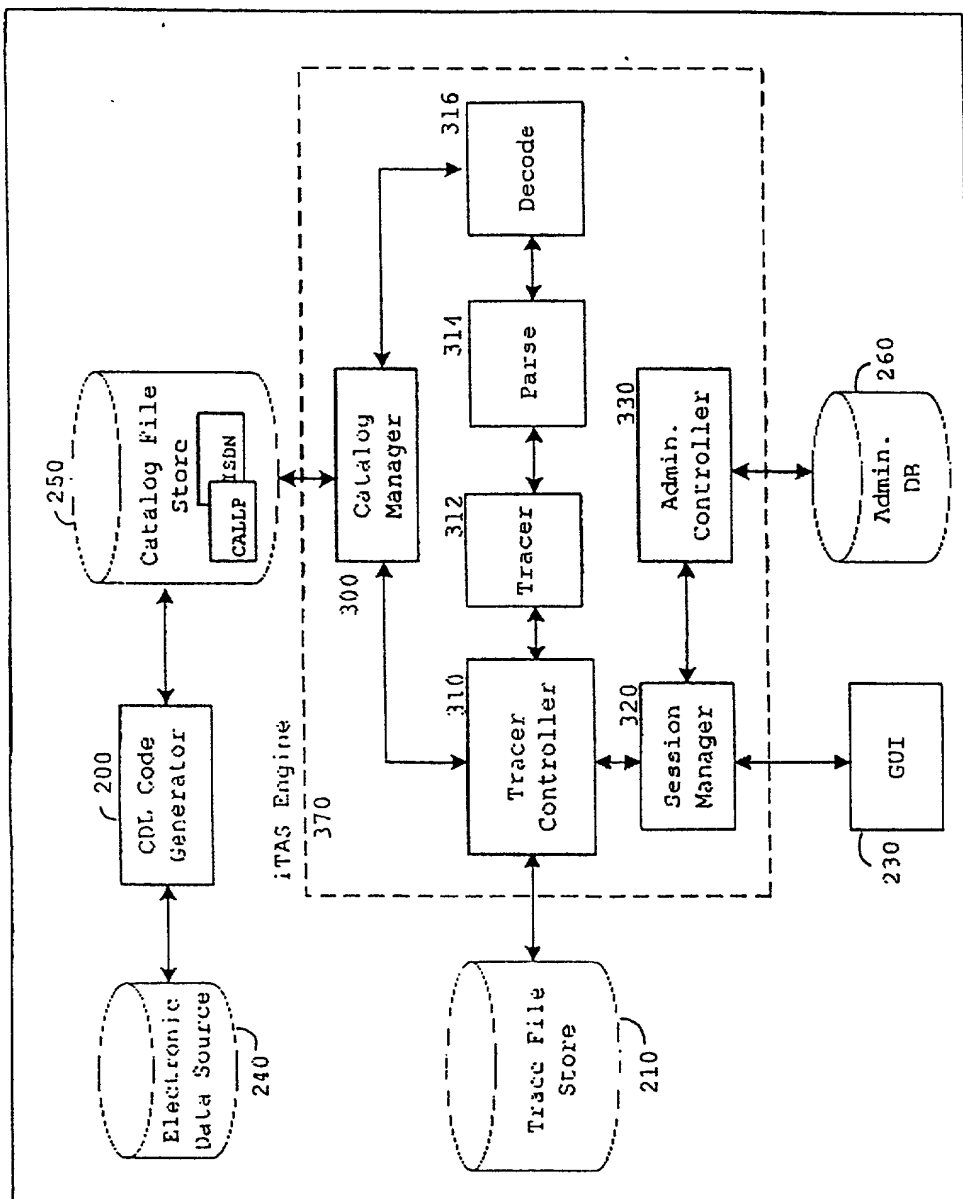 Electronic
Data Source
240
200
CDL Code
Generator
250
Catalog File
Store
CALLP
ISDN
iTAS Engine
370
300
Catalog
Manager
310
Tracer
Controller
312
Tracer
314
Parse
316
Decode
Trace File
Store
210
320
Session
Manager
330
Admin.
Controller
230
GUI
260
Admin.
DB